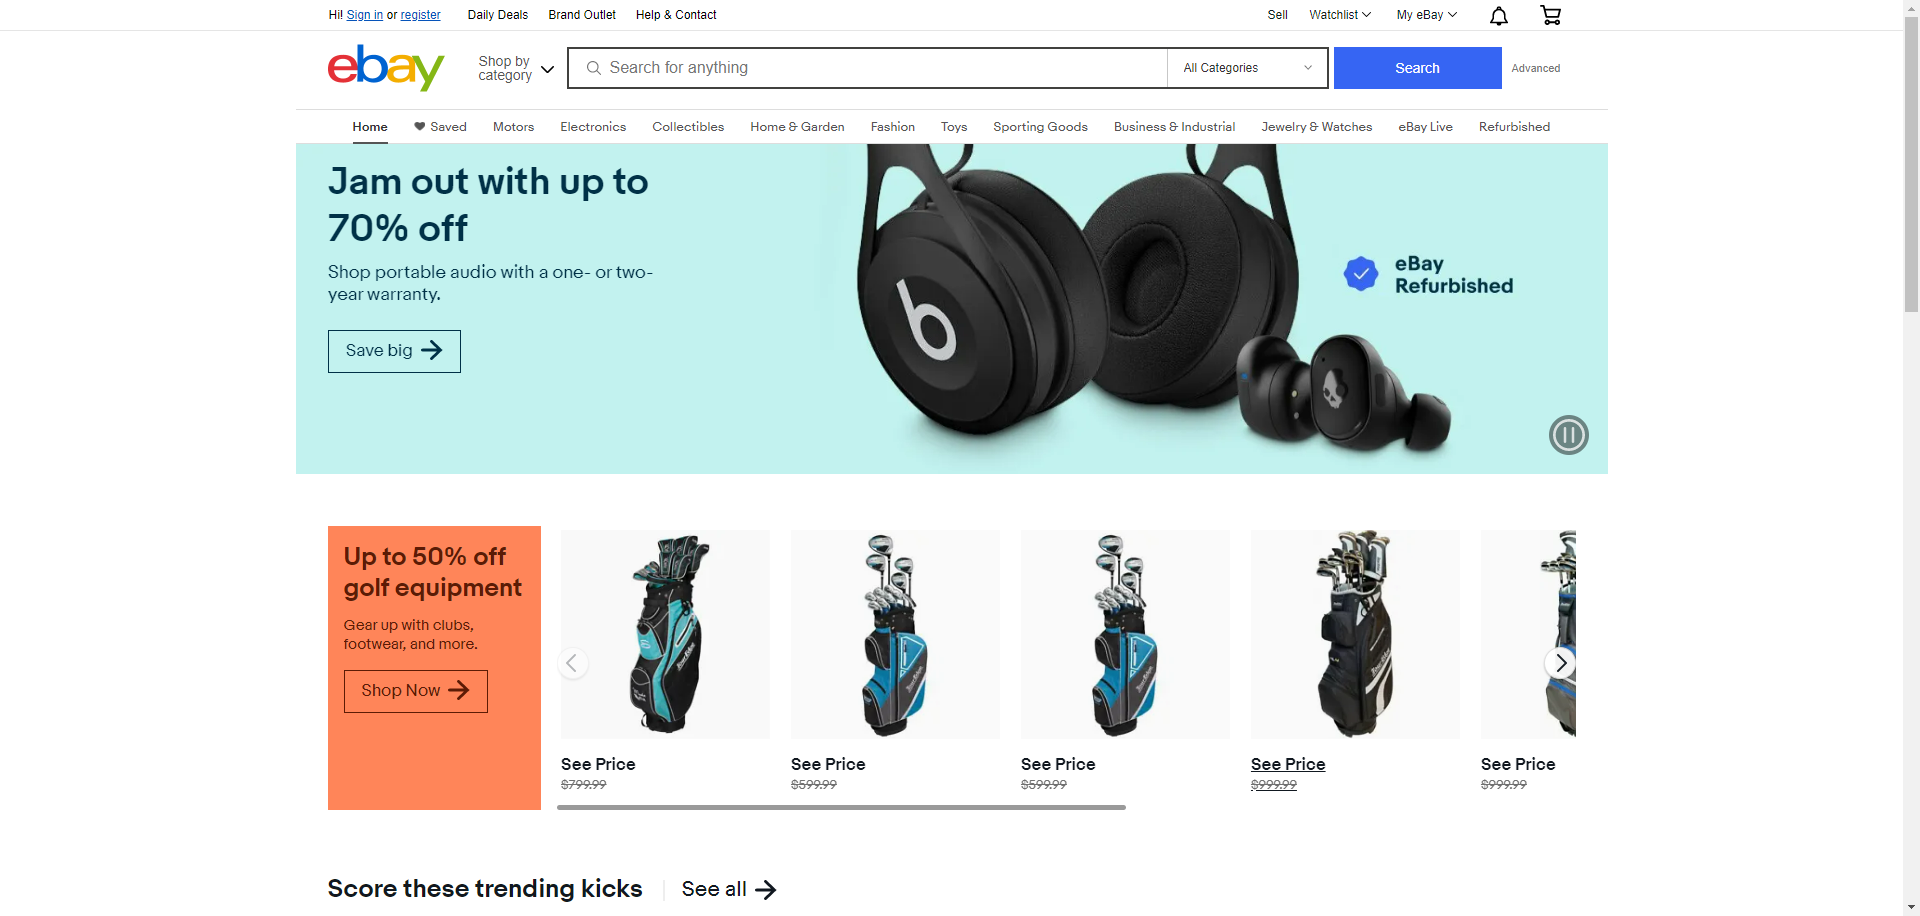 Hi! Sign in or register
Daily Deals
Brand Outlet
Help & Contact
Sell
Watchlist
My eBay
ebay
Shop by
category
Search for anything
All Categories
Search
Advanced
Home
Saved
Motors
Electronics
Collectibles
Home & Garden
Fashion
Toys
Sporting Goods
Business & Industrial
Jewelry & Watches
eBay Live
Refurbished
Jam out with up to
70% off
Shop portable audio with a one- or two-
year warranty.
Save big
b
eBay
Refurbished
Up to 50% off
golf equipment
Gear up with clubs,
footwear, and more.
Shop Now
See Price
$799.99
See Price
$599.99
See Price
$599.99
See Price
$999.99
See Price
$999.99
Score these trending kicks
See all